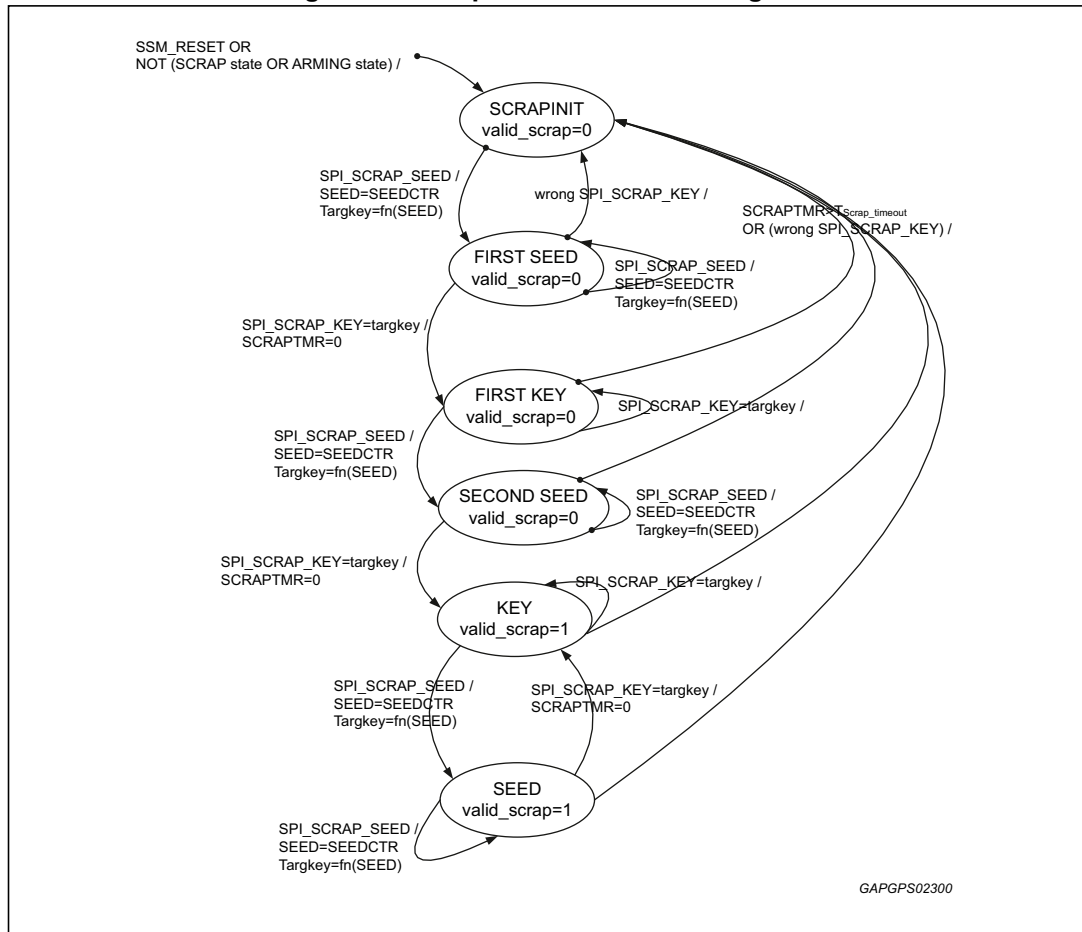 SSM_RESET OR
NOT (SCRAP state OR ARMING state) /
SCRAPINIT
valid_scrap=0
SPI_SCRAP_SEED /
SEED=SEEDCTR
Targkey=fn(SEED)
wrong SPI_SCRAP_KEY /
SCRAPTMR>TScrap_timeout
OR (wrong SPI_SCRAP_KEY) /
FIRST SEED
valid_scrap=0
SPI_SCRAP_SEED /
SEED=SEEDCTR
Targkey=fn(SEED)
SPI_SCRAP_KEY=targkey /
SCRAPTMR=0
FIRST KEY
valid_scrap=0
SPI_SCRAP_KEY=targkey /
SPI_SCRAP_SEED /
SEED=SEEDCTR
Targkey=fn(SEED)
SECOND SEED
valid_scrap=0
SPI_SCRAP_SEED /
SEED=SEEDCTR
Targkey=fn(SEED)
SPI_SCRAP_KEY=targkey /
SCRAPTMR=0
KEY
valid_scrap=1
SPI_SCRAP_KEY=targkey /
SPI_SCRAP_SEED /
SEED=SEEDCTR
Targkey=fn(SEED)
SPI_SCRAP_KEY=targkey /
SCRAPTMR=0
SEED
valid_scrap=1
SPI_SCRAP_SEED /
SEED=SEEDCTR
Targkey=fn(SEED)
GAPGPS02300